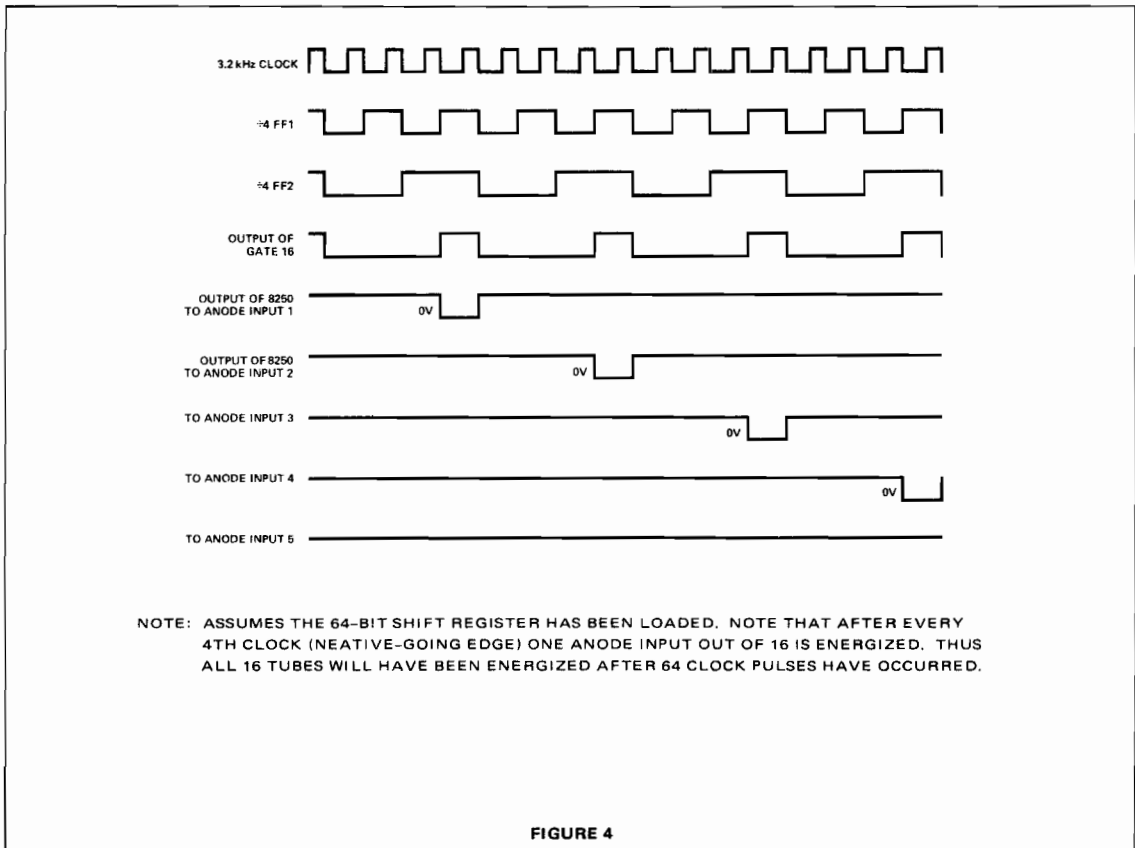 3.2 kHz CLOCK
÷4 FF1
÷4 FF2
OUTPUT OF
GATE 16
OUTPUT OF 8250
TO ANODE INPUT 1
0V
OUTPUT OF 8250
TO ANODE INPUT 2
0V
TO ANODE INPUT 3
0V
TO ANODE INPUT 4
0V
TO ANODE INPUT 5
NOTE: ASSUMES THE 64-BIT SHIFT REGISTER HAS BEEN LOADED. NOTE THAT AFTER EVERY
4TH CLOCK (NEATIVE-GOING EDGE) ONE ANODE INPUT OUT OF 16 IS ENERGIZED. THUS
ALL 16 TUBES WILL HAVE BEEN ENERGIZED AFTER 64 CLOCK PULSES HAVE OCCURRED.
FIGURE 4